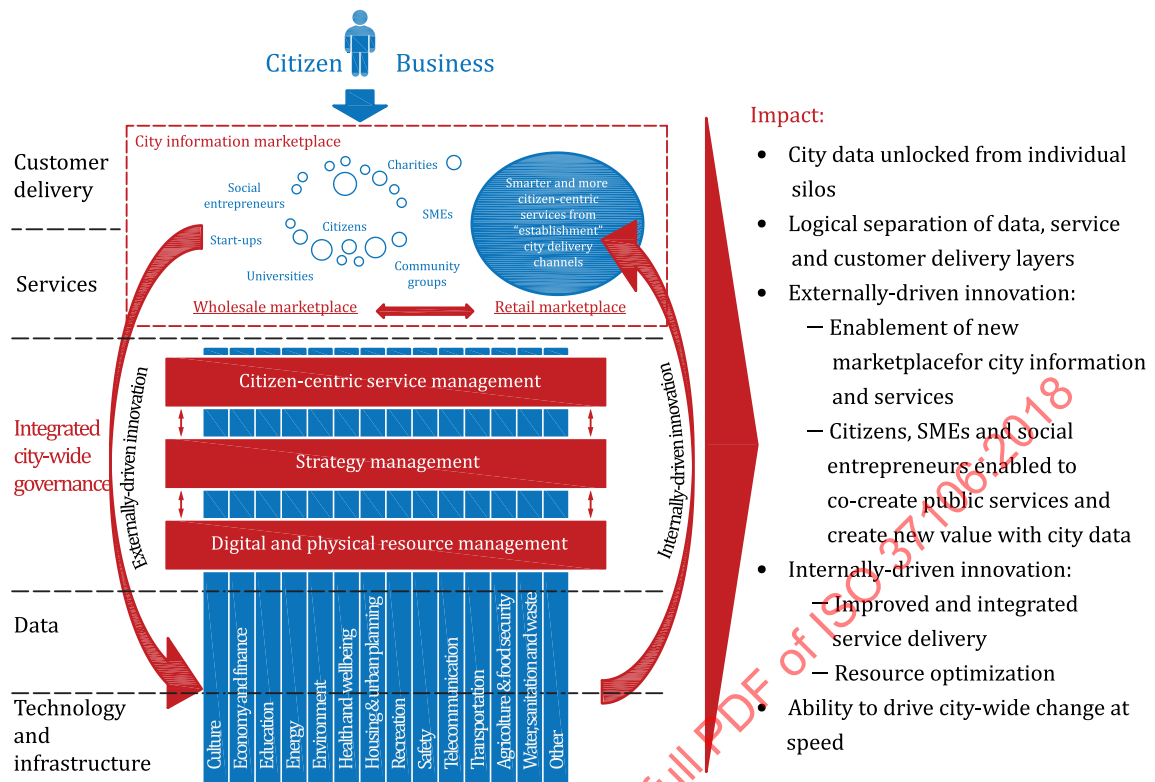 Citizen Business
City information marketplace
Customer
delivery
Services
Integrated
city-wide
governance
Data
Technology
and
infrastructure
Charities
Social
entrepreneurs
SMEs
Citizens
Start-ups
Universities
Community
groups
Smarter and more
citizen-centric
services from
"establishment"
city delivery
channels
Wholesale marketplace
Retail marketplace
Externally-driven innovation
Internally-driven innovation
Citizen-centric service management
Strategy management
Digital and physical resource management
Culture
Economy and finance
Education
Energy
Environment
Health and wellbeing
Housing & urban planning
Recreation
Safety
Telecommunication
Transportation
Agriculture & food security
Water, sanitation and waste
Other
Impact:
• City data unlocked from individual
silos
• Logical separation of data, service
and customer delivery layers
• Externally-driven innovation:
— Enablement of new
marketplacefor city information
and services
— Citizens, SMEs and social
entrepreneurs enabled to
co-create public services and
create new value with city data
• Internally-driven innovation:
— Improved and integrated
service delivery
— Resource optimization
• Ability to drive city-wide change at
speed
full PDF of ISO 37106:2018